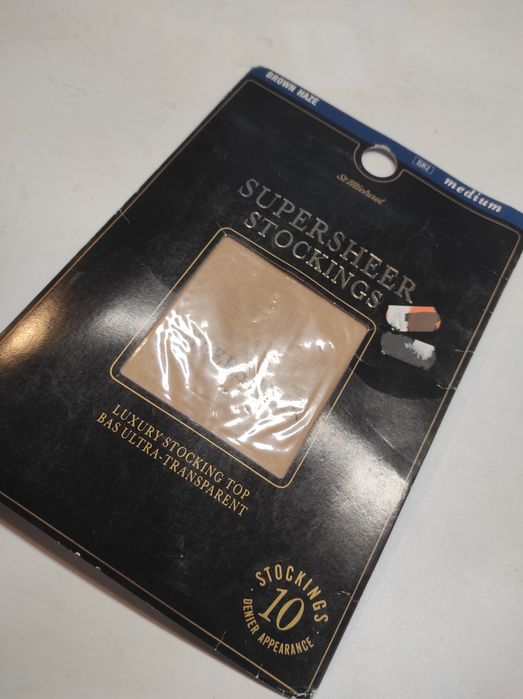 BROWN HAZE
medium
St Michael
SUPERSHEER
STOCKINGS
LUXURY STOCKING TOP
BAS ULTRA-TRANSPARENT
STOCKINGS
10
DENIER APPEARANCE